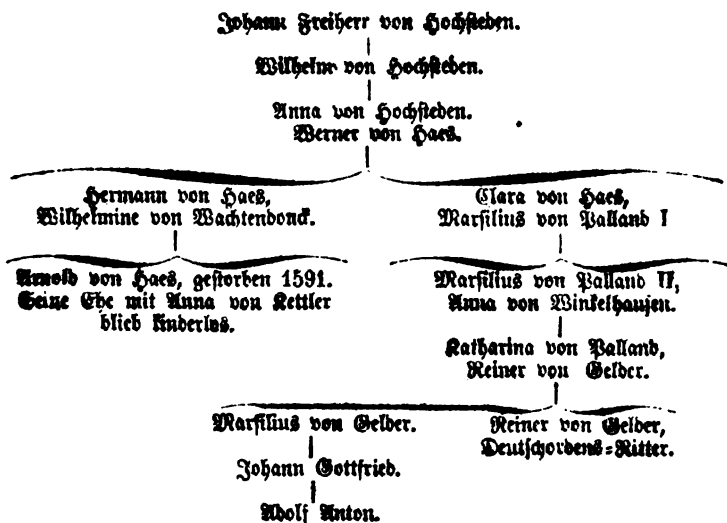 Johann Freiherr von Hochsteden.
Wilhelm von Hochsteden.
Anna von Hochsteden.
Werner von Haes.
Hermann von Haes,
Wilhelmine von Wachtendonck.
Clara von Haes,
Marsilius von Palland I
Arnold von Haes, gestorben 1591.
Seine Ehe mit Anna von Kettler
blieb kinderlos.
Marsilius von Palland II,
Anna von Winkelhausen.
Katharina von Palland,
Reiner von Gelder.
Marsilius von Gelder.
Reiner von Gelder,
Deutschordens=Ritter.
Johann Gottfried.
Adolf Anton.